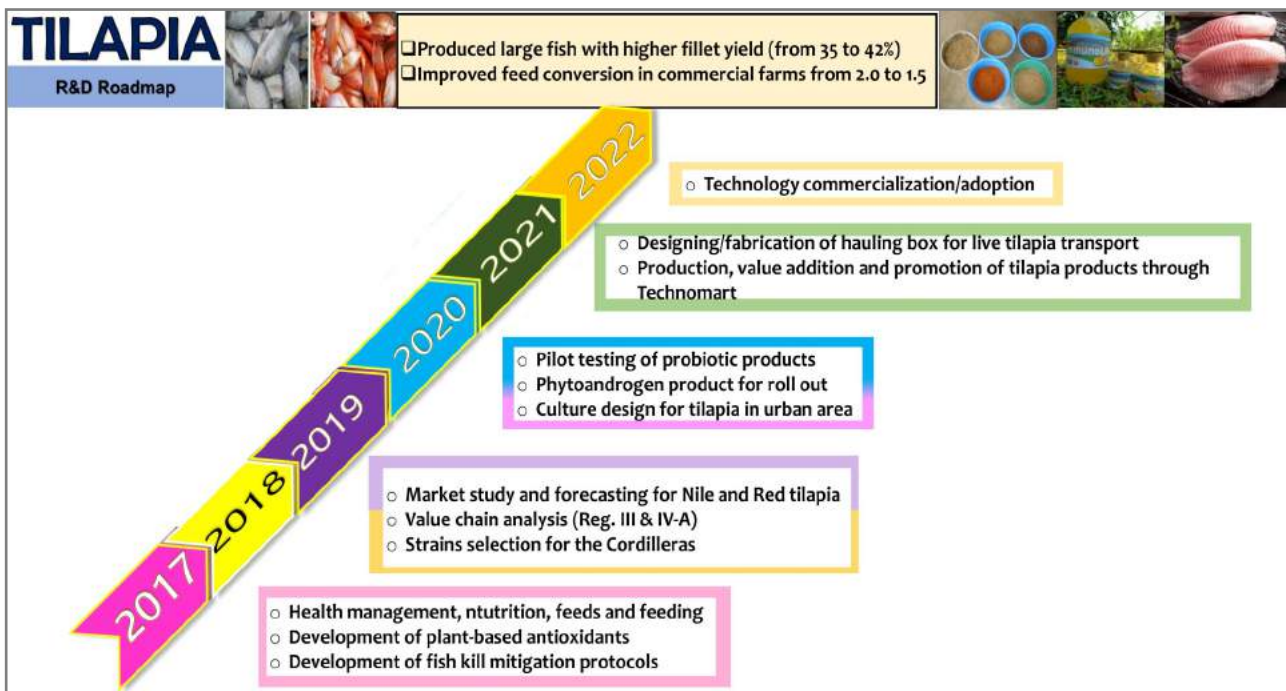 TILAPIA
R&D Roadmap
❑Produced large fish with higher fillet yield (from 35 to 42%)
❑Improved feed conversion in commercial farms from 2.0 to 1.5
2022
○ Technology commercialization/adoption
2021
○ Designing/fabrication of hauling box for live tilapia transport
○ Production, value addition and promotion of tilapia products through
Technomart
2020
○ Pilot testing of probiotic products
○ Phytoandrogen product for roll out
○ Culture design for tilapia in urban area
2019
○ Market study and forecasting for Nile and Red tilapia
○ Value chain analysis (Reg. III & IV-A)
○ Strains selection for the Cordilleras
2018
2017
○ Health management, ntutrition, feeds and feeding
○ Development of plant-based antioxidants
○ Development of fish kill mitigation protocols